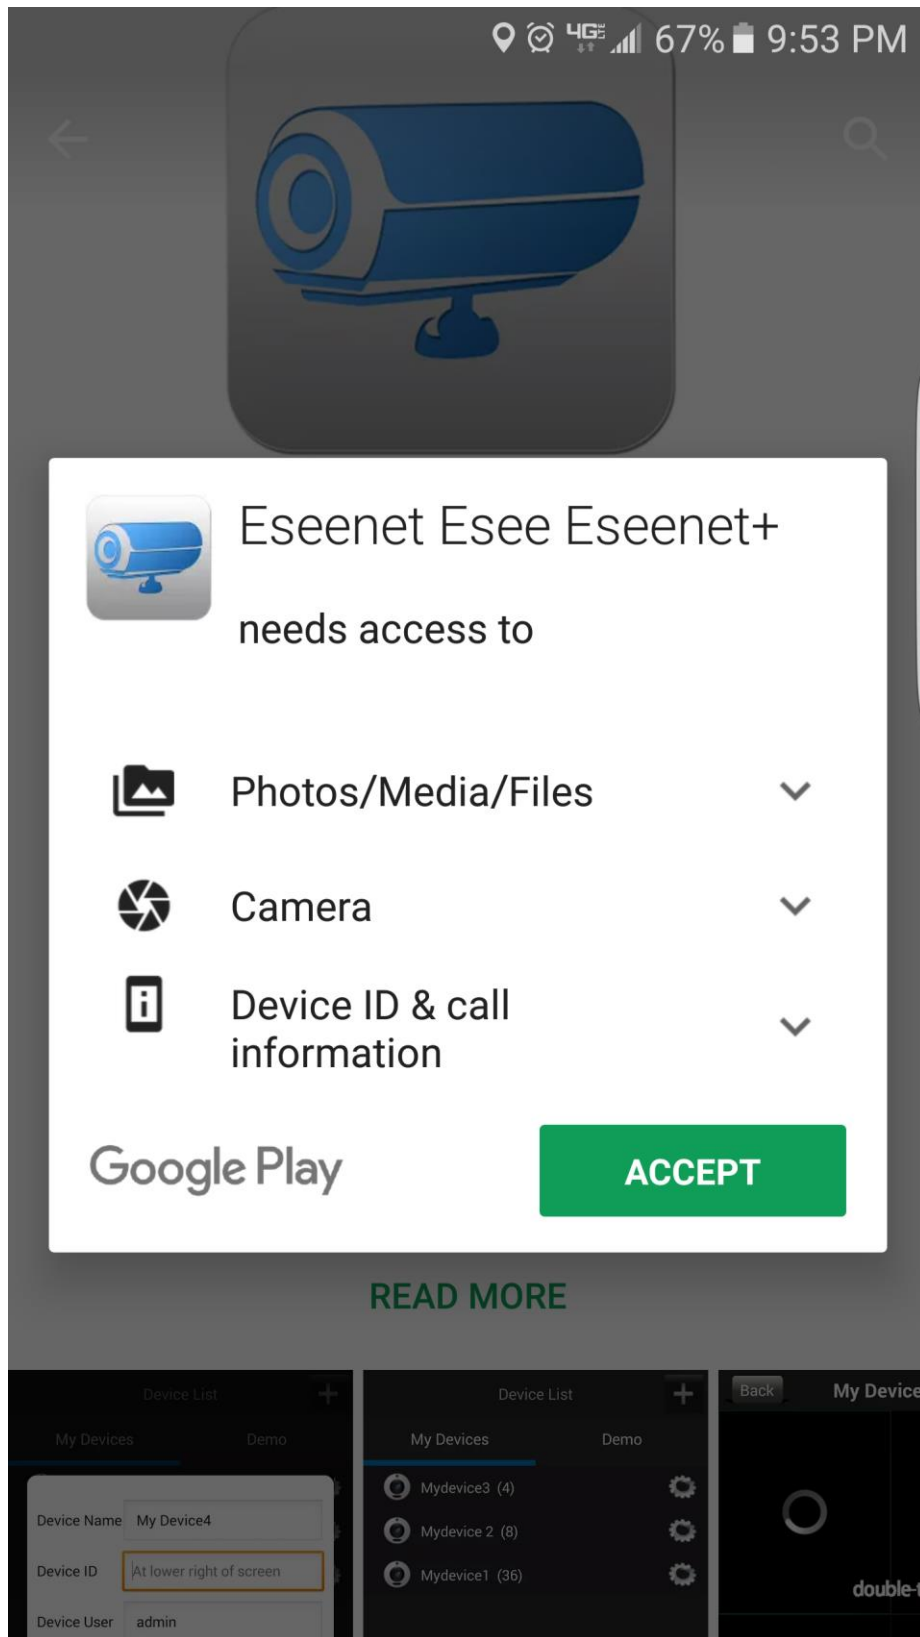 4G LTE 67% 9:53 PM
Eseenet Esee Eseenet+
needs access to
Photos/Media/Files
Camera
Device ID & call
information
Google Play
ACCEPT
READ MORE
Device List
My Devices Demo
Device Name My Device4
Device ID At lower right of screen
Device User admin
Device List
My Devices Demo
Mydevice3 (4)
Mydevice 2 (8)
Mydevice1 (36)
Back My Device
double-